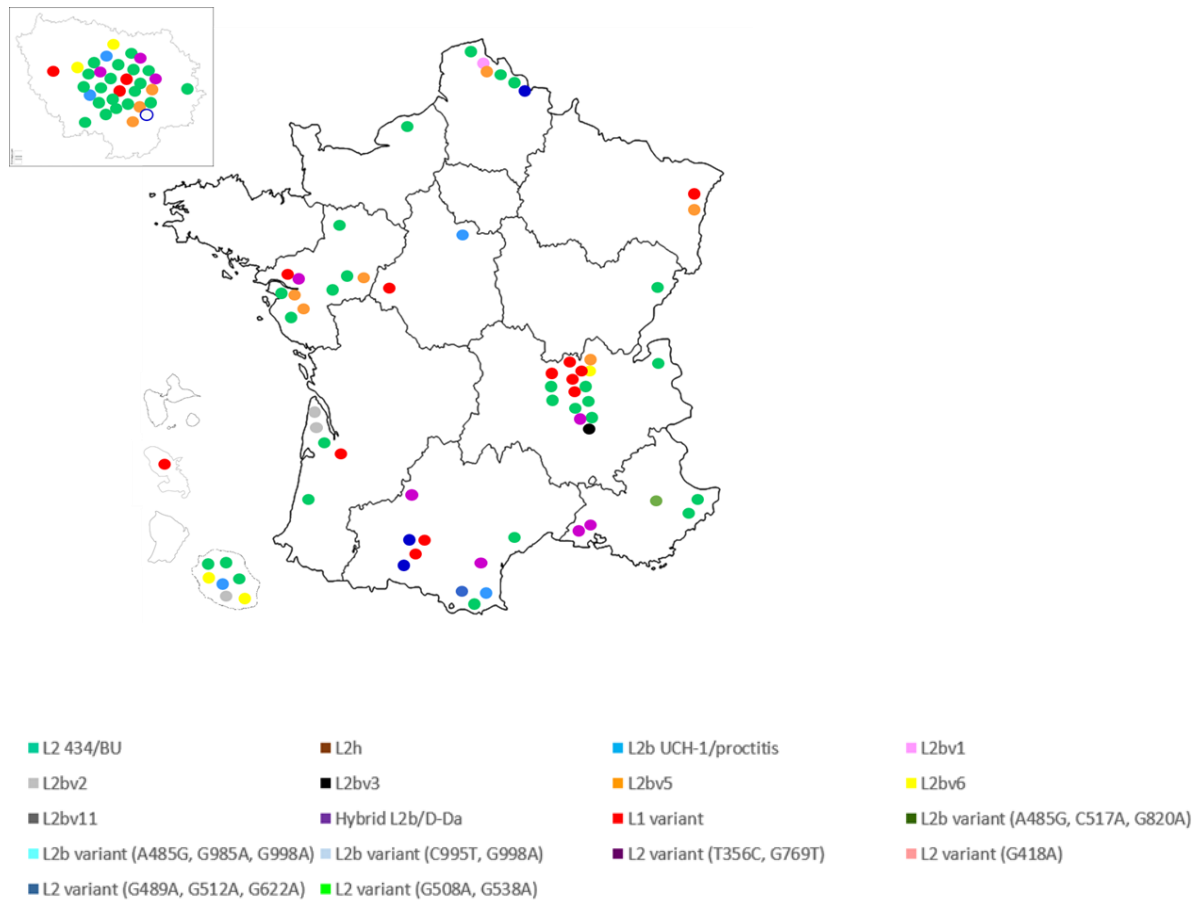 L2 434/BU L2h L2b UCH-1/proctitis L2bv1
L2bv2 L2bv3 L2bv5 L2bv6
L2bv11 Hybrid L2b/D-Da L1 variant L2b variant (A485G, C517A, G820A)
L2b variant (A485G, G985A, G998A) L2b variant (C995T, G998A) L2 variant (T356C, G769T) L2 variant (G418A)
L2 variant (G489A, G512A, G622A) L2 variant (G508A, G538A)